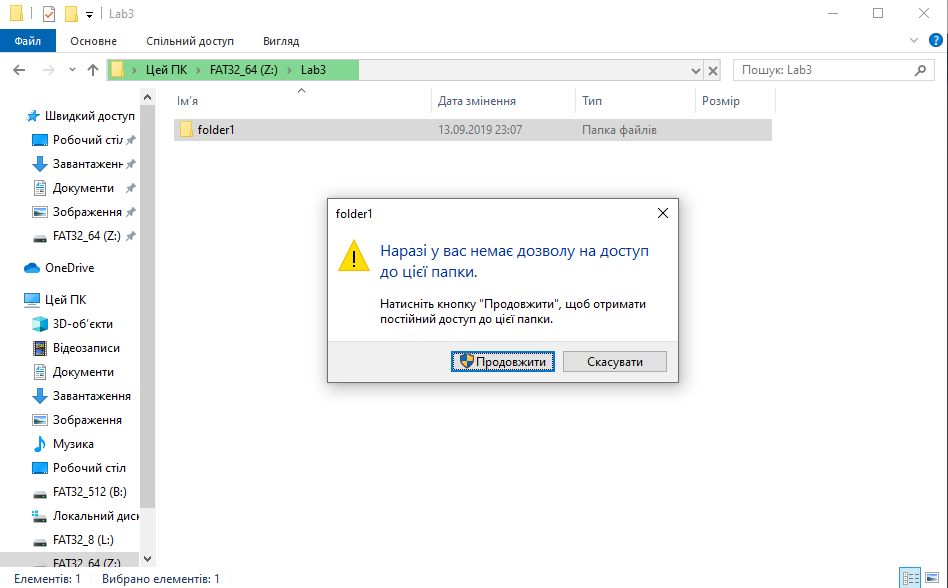 Lab3
Файл Основне Спільний доступ Вигляд
Цей ПК FAT32_64 (Z:) Lab3
Пошук: Lab3
Ім'я Дата змінення Тип Розмір
folder1 13.09.2019 23:07 Папка файлів
Швидкий доступ
Робочий стіл
Завантаженн
Документи
Зображення
FAT32_64 (Z:)
OneDrive
Цей ПК
3D-об'єкти
Відеозаписи
Документи
Завантаження
Зображення
Музика
Робочий стіл
FAT32_512 (B:)
Локальний диск
FAT32_8 (L:)
FAT32_64 (Z:)
folder1
Наразі у вас немає дозволу на доступ
до цієї папки.
Натисніть кнопку "Продовжити", щоб отримати
постійний доступ до цієї папки.
Продовжити Скасувати
Елементів: 1 Вибрано елементів: 1